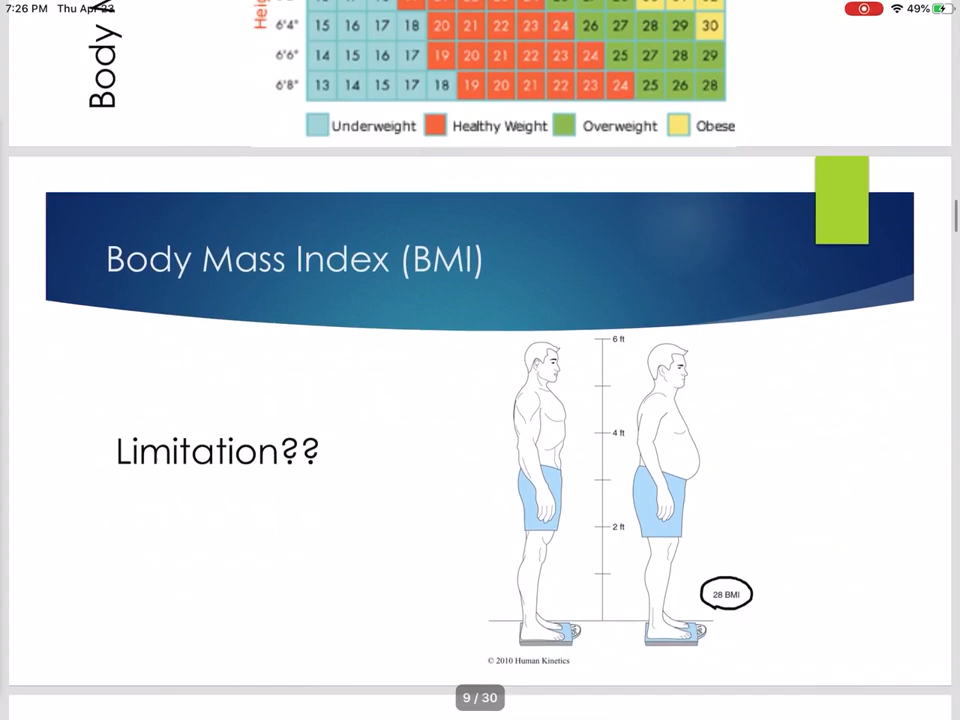 7:26 PM Thu Apr 23
49%
Body
6'4" 15 16 17 18 20 21 22 23 24 26 27 28 29 30
6'6" 14 15 16 17 19 20 21 22 23 24 25 27 28 29
6'8" 13 14 15 17 18 19 20 21 22 23 24 25 26 28
Underweight Healthy Weight Overweight Obese
Body Mass Index (BMI)
Limitation??
6 ft
4 ft
2 ft
28 BMI
© 2010 Human Kinetics
9 / 30